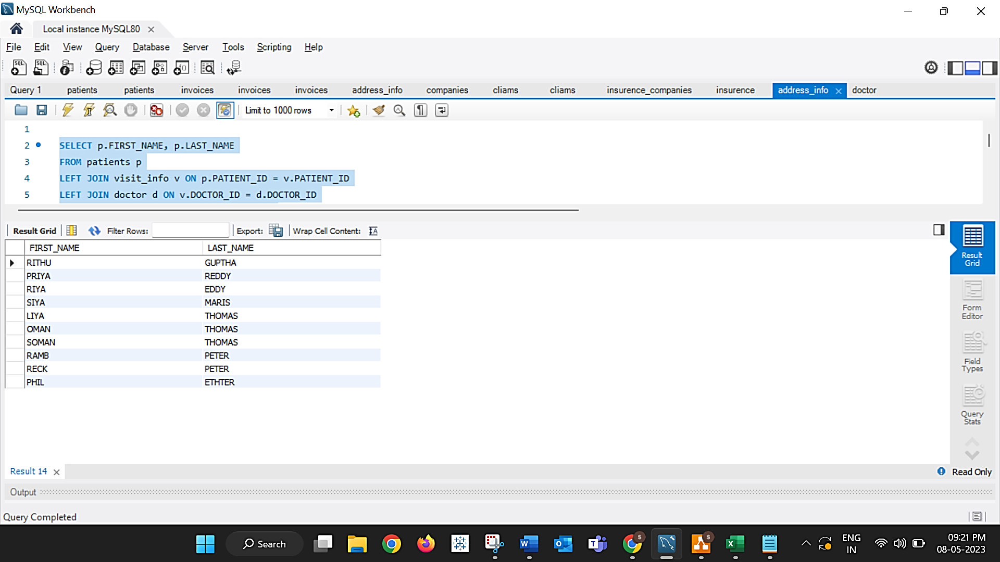 MySQL Workbench
Local instance MySQL80
File Edit View Query Database Server Tools Scripting Help
Query 1 patients patients invoices invoices invoices address_info companies cliams cliams insurence_companies insurence address_info doctor
Limit to 1000 rows
1
2 SELECT p.FIRST_NAME, p.LAST_NAME
3 FROM patients p
4 LEFT JOIN visit_info v ON p.PATIENT_ID = v.PATIENT_ID
5 LEFT JOIN doctor d ON v.DOCTOR_ID = d.DOCTOR_ID
Result Grid Filter Rows: Export: Wrap Cell Content: IA
FIRST_NAME LAST_NAME
RITHU GUPTHA
PRIYA REDDY
RIYA EDDY
SIYA MARIS
LIYA THOMAS
OMAN THOMAS
SOMAN THOMAS
RAMB PETER
RECK PETER
PHIL ETHTER
Result
Grid
Form
Editor
Field
Types
Query
Stats
Result 14
Read Only
Output
Query Completed
Search
ENG
IN
09:21 PM
08-05-2023